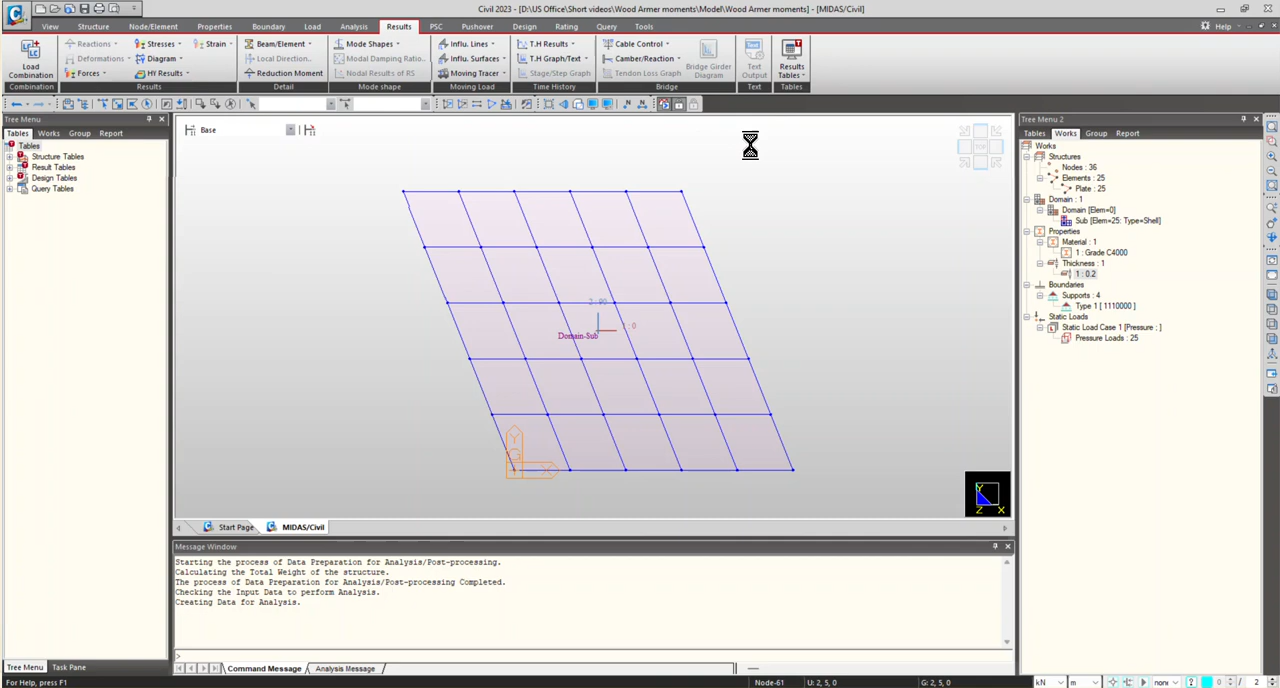 Civil 2023 - [D:\US Office\Short videos\Wood Armer moments\Model\Wood Armer moments] - [MIDAS/Civil]
View Structure Node/Element Properties Boundary Load Analysis Results PSC Pushover Design Rating Query Tools Help
Load Combination
Reactions
Deformations
Forces
Stresses
Diagram
HY Results
Strain
Beam/Element
Local Direction
Reduction Moment
Mode Shapes
Modal Damping Ratio
Nodal Results of RS
Influ. Lines
Influ. Surfaces
Moving Tracer
T.H Results
T.H Graph/Text
Stage/Step Graph
Cable Control
Camber/Reaction
Tendon Loss Graph
Bridge Girder Diagram
Text Output
Results Tables
Combination Results Detail Mode shape Moving Load Time History Bridge Text Tables
Tree Menu
Tables Works Group Report
Tables
Structure Tables
Result Tables
Design Tables
Query Tables
Base
TOP
2 : 90
1 : 0
Domain-Sub
Y
X
Y
Z X
Tree Menu 2
Tables Works Group Report
Works
Structures
Nodes : 36
Elements : 25
Plate : 25
Domain : 1
Domain [Elem=0]
Sub [Elem=25: Type=Shell]
Properties
Material : 1
1 : Grade C4000
Thickness : 1
1 : 0.2
Boundaries
Supports : 4
Type 1 [ 1110000 ]
Static Loads
Static Load Case 1 [Pressure ; ]
Pressure Loads : 25
Start Page MIDAS/Civil
Message Window
Starting the process of Data Preparation for Analysis/Post-processing.
Calculating the Total Weight of the structure.
The process of Data Preparation for Analysis/Post-processing Completed.
Checking the Input Data to perform Analysis.
Creating Data for Analysis.
>
Command Message Analysis Message
Tree Menu Task Pane
For Help, press F1
Node-61 U: 2, 5, 0 G: 2, 5, 0 kN m none 0 / 2